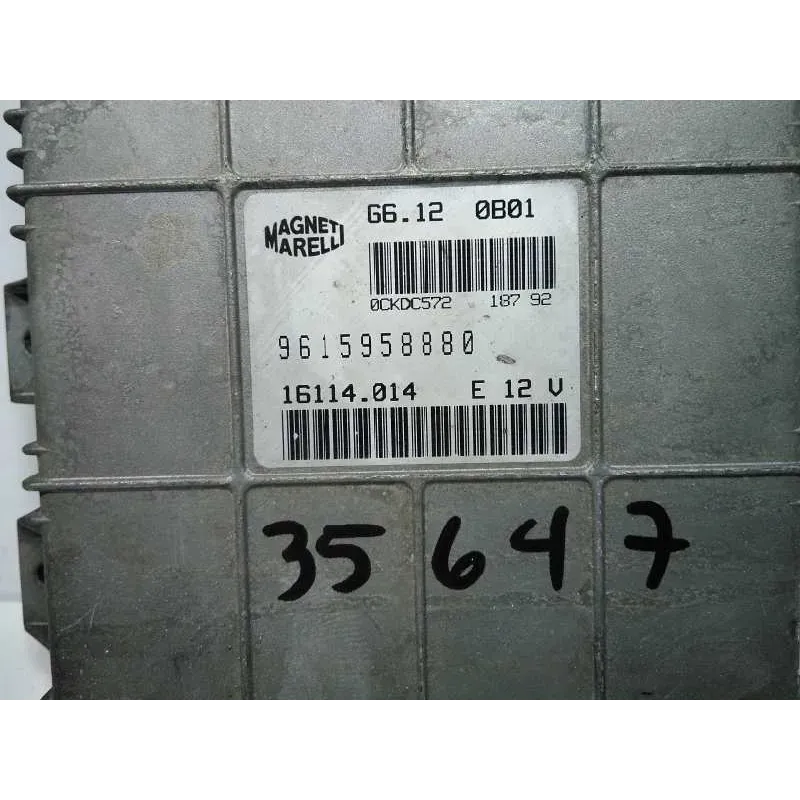 MAGNETI
MARELLI
G6.12 0B01
0CKDC572 187 92
9615958880
16114.014 E 12 V
35647